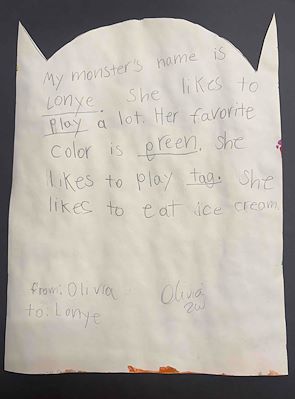 My monster's name is
Lonye. She likes to
play a lot. Her favorite
color is green. she
likes to play tag. She
likes to eat ice cream.
from: Olivia
to: Lonye
Olivia
2W